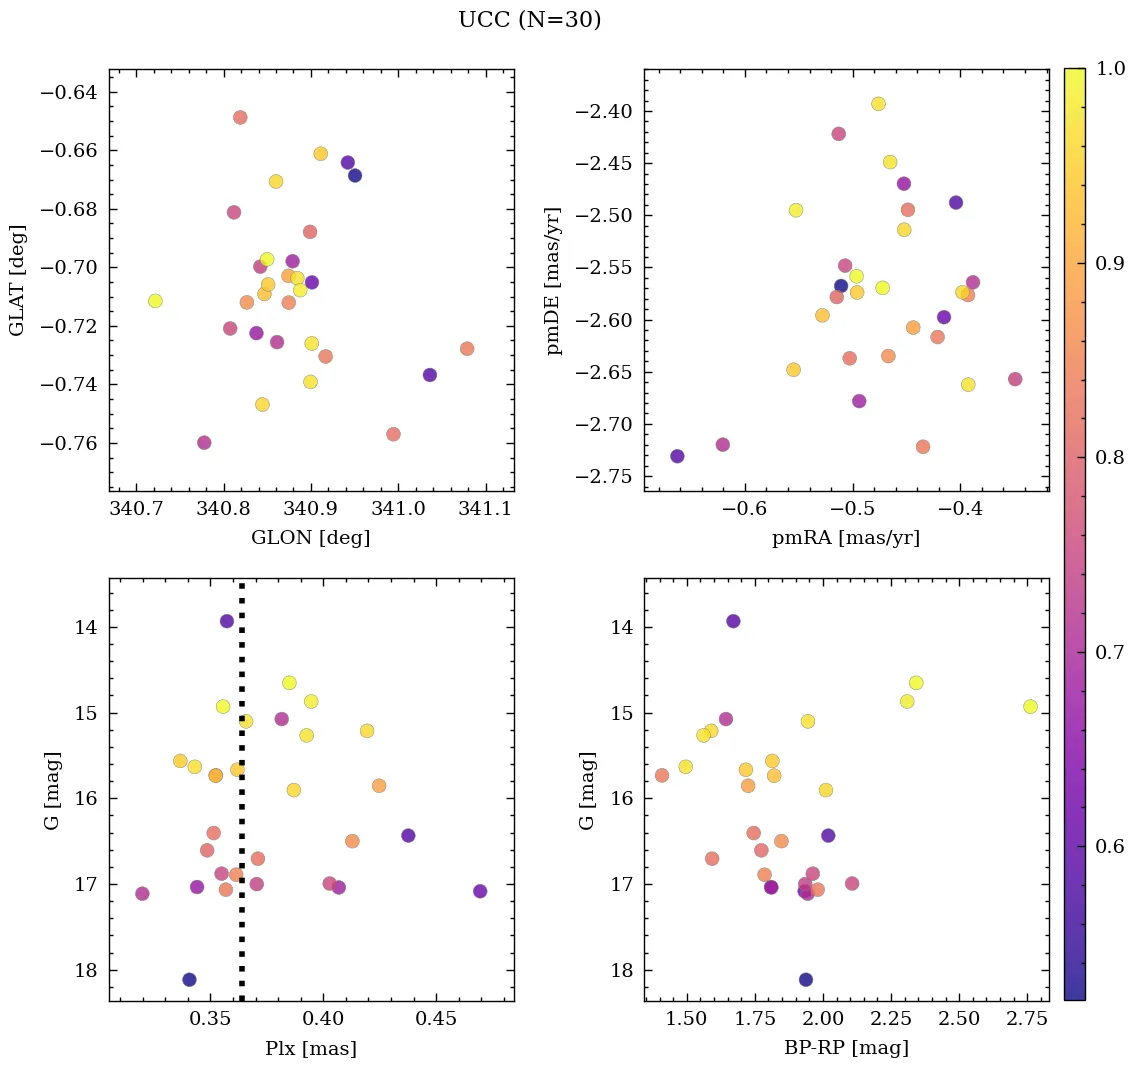 UCC (N=30)
−0.64
−0.66
−0.68
−0.70
−0.72
−0.74
−0.76
GLAT [deg]
340.7 340.8 340.9 341.0 341.1
GLON [deg]
−2.40
−2.45
−2.50
−2.55
−2.60
−2.65
−2.70
−2.75
pmDE [mas/yr]
−0.6 −0.5 −0.4
pmRA [mas/yr]
14
15
16
17
18
G [mag]
0.35 0.40 0.45
Plx [mas]
14
15
16
17
18
G [mag]
1.50 1.75 2.00 2.25 2.50 2.75
BP-RP [mag]
1.0
0.9
0.8
0.7
0.6